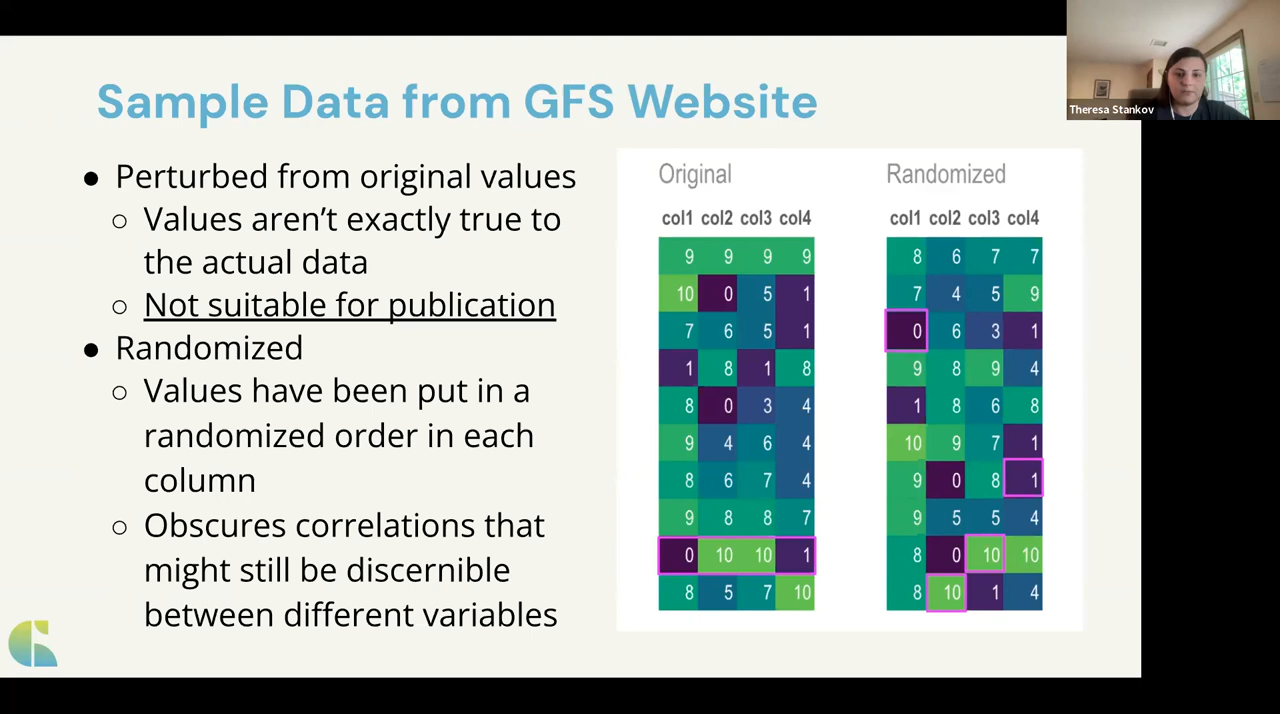 Sample Data from GFS Website
Theresa Stankov
● Perturbed from original values
○ Values aren’t exactly true to
the actual data
○ Not suitable for publication
● Randomized
○ Values have been put in a
randomized order in each
column
○ Obscures correlations that
might still be discernible
between different variables
Original
col1 col2 col3 col4
9 9 9 9
10 0 5 1
7 6 5 1
1 8 1 8
8 0 3 4
9 4 6 4
8 6 7 4
9 8 8 7
0 10 10 1
8 5 7 10
Randomized
col1 col2 col3 col4
8 6 7 7
7 4 5 9
0 6 3 1
9 8 9 4
1 8 6 8
10 9 7 1
9 0 8 1
9 5 5 4
8 0 10 10
8 10 1 4